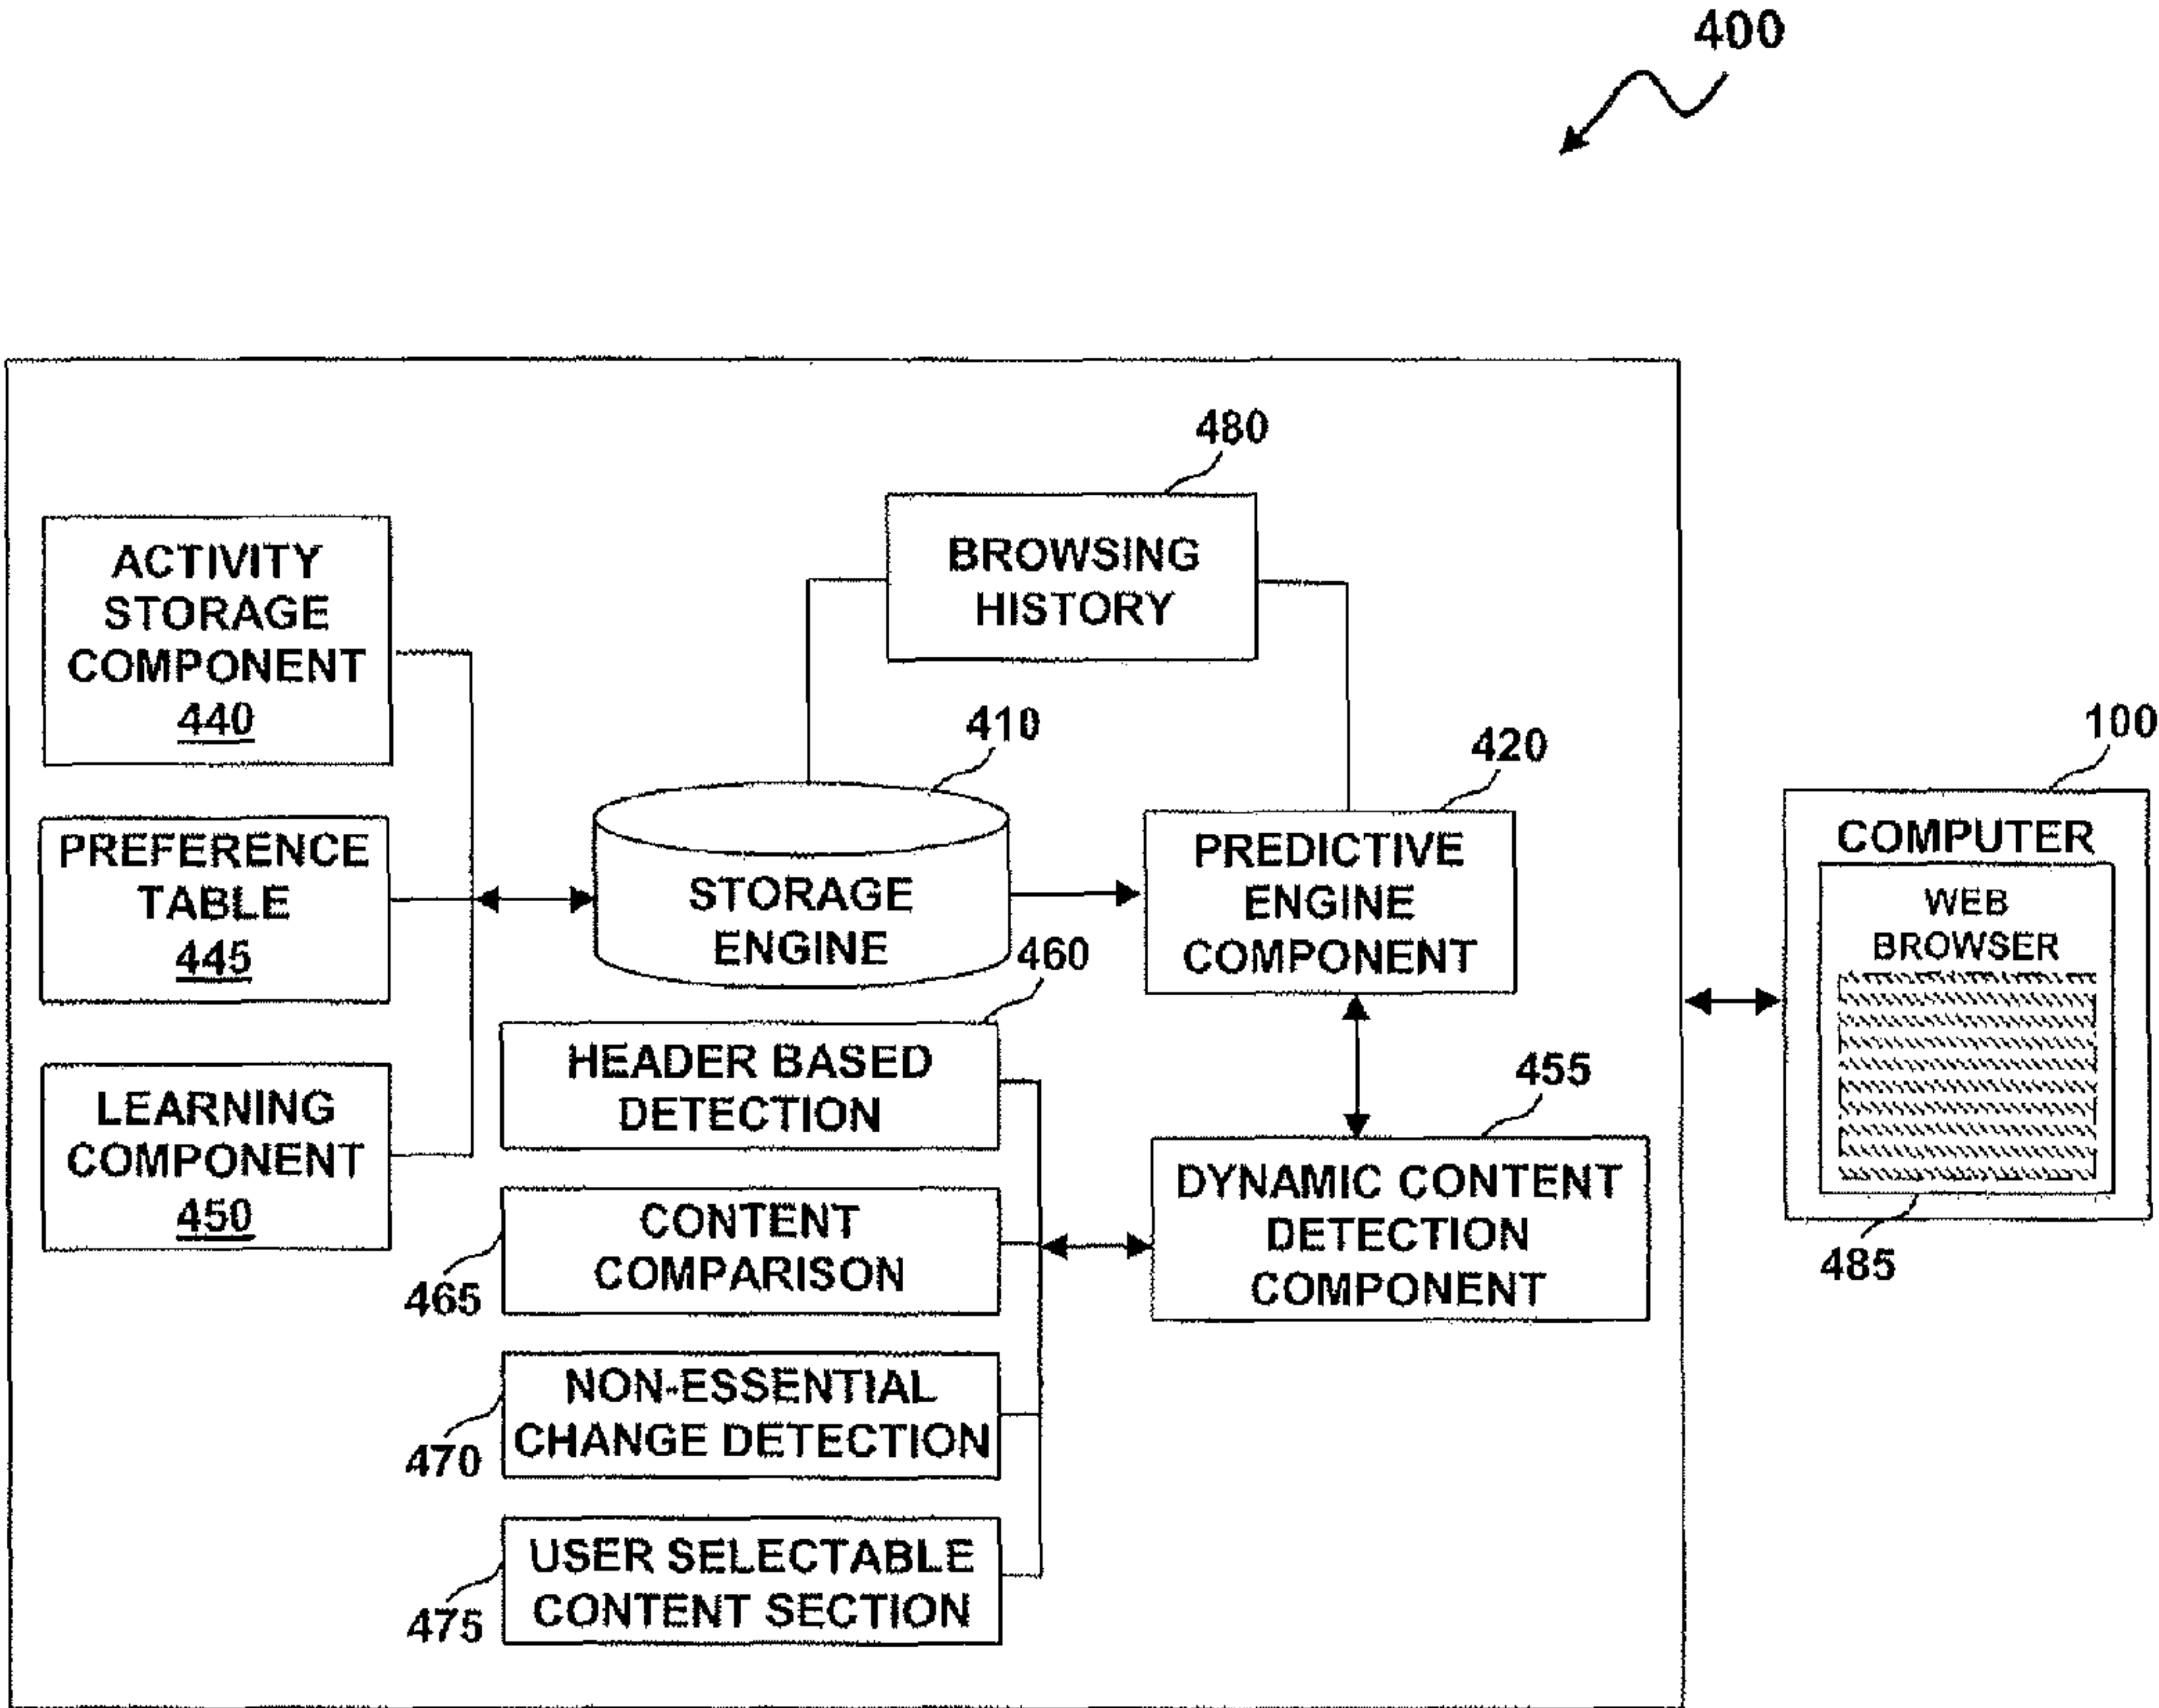 400
480
BROWSING
HISTORY
ACTIVITY
STORAGE
COMPONENT
440
410
420
100
PREFERENCE
TABLE
445
STORAGE
ENGINE
PREDICTIVE
ENGINE
COMPONENT
COMPUTER
WEB
BROWSER
485
460
HEADER BASED
DETECTION
LEARNING
COMPONENT
450
455
DYNAMIC CONTENT
DETECTION
COMPONENT
CONTENT
COMPARISON
465
NON-ESSENTIAL
CHANGE DETECTION
470
USER SELECTABLE
CONTENT SECTION
475